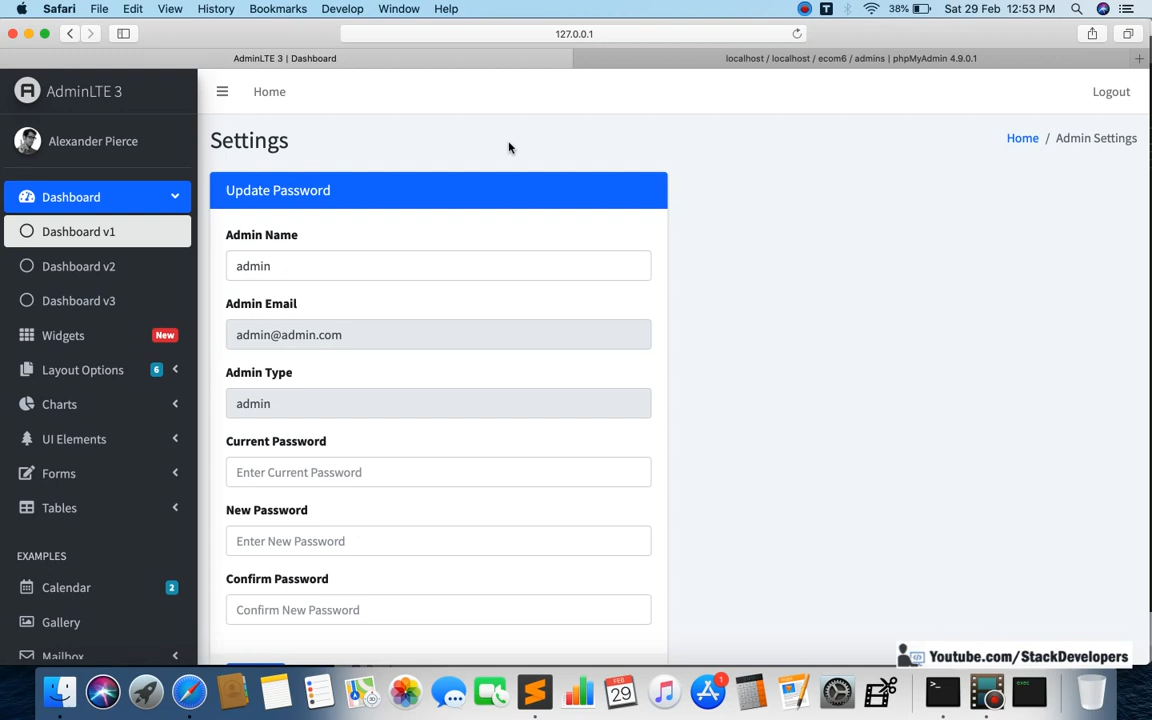 Safari File Edit View History Bookmarks Develop Window Help T 38% Sat 29 Feb 12:53 PM
127.0.0.1
AdminLTE 3 | Dashboard localhost / localhost / ecom6 / admins | phpMyAdmin 4.9.0.1
AdminLTE 3
Home
Logout
Alexander Pierce
Settings
Home / Admin Settings
Dashboard
Dashboard v1
Dashboard v2
Dashboard v3
Widgets New
Layout Options 6
Charts
UI Elements
Forms
Tables
EXAMPLES
Calendar 2
Gallery
Mailbox
Update Password
Admin Name
admin
Admin Email
admin@admin.com
Admin Type
admin
Current Password
Enter Current Password
New Password
Enter New Password
Confirm Password
Confirm New Password
Youtube.com/StackDevelopers
FEB
29
1
exec